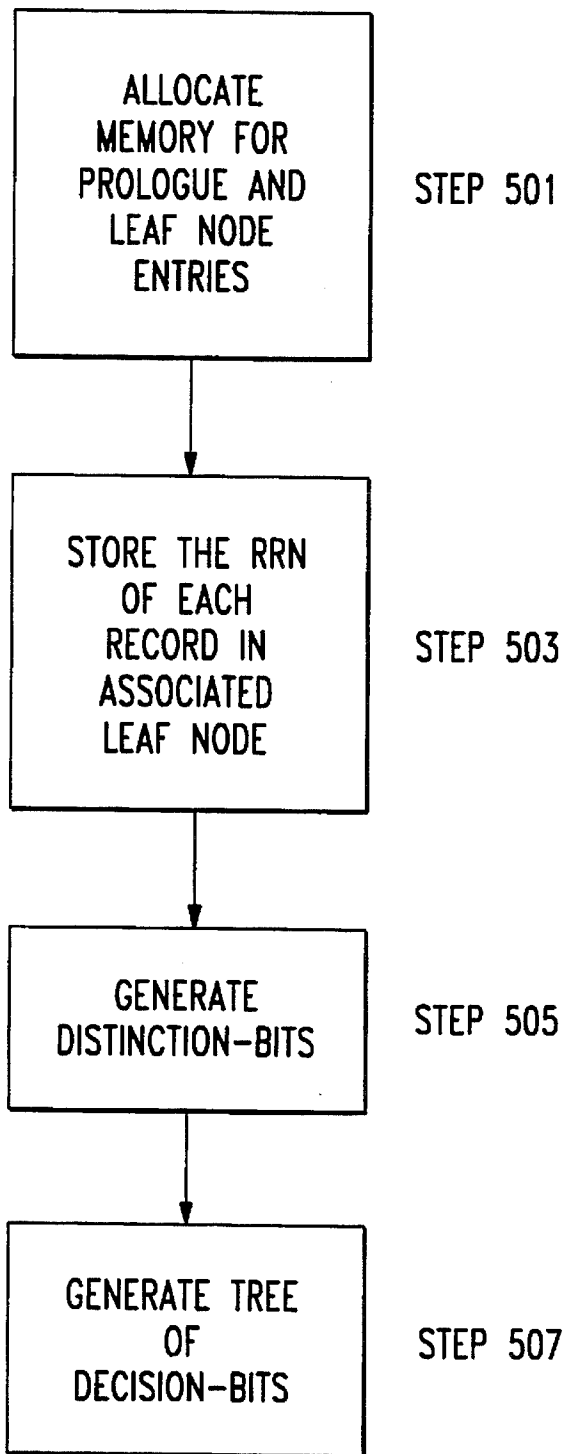 ALLOCATE
MEMORY FOR
PROLOGUE AND
LEAF NODE
ENTRIES
STEP 501
STORE THE RRN
OF EACH
RECORD IN
ASSOCIATED
LEAF NODE
STEP 503
GENERATE
DISTINCTION-BITS
STEP 505
GENERATE TREE
OF
DECISION-BITS
STEP 507